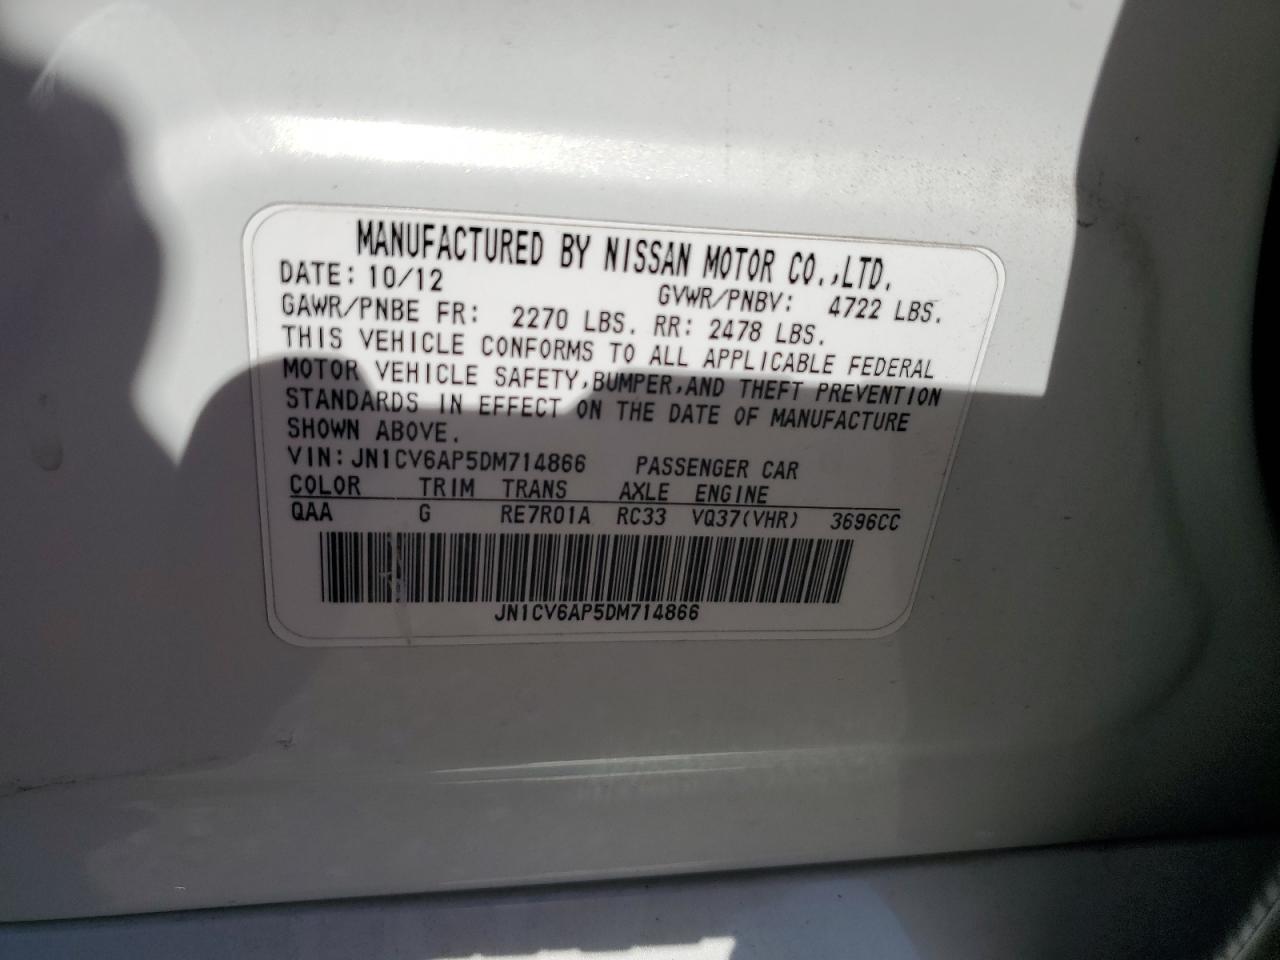 MANUFACTURED BY NISSAN MOTOR CO.,LTD.
DATE: 10/12 GVWR/PNBV: 4722 LBS.
GAWR/PNBE FR: 2270 LBS. RR: 2478 LBS.
THIS VEHICLE CONFORMS TO ALL APPLICABLE FEDERAL
MOTOR VEHICLE SAFETY,BUMPER,AND THEFT PREVENTION
STANDARDS IN EFFECT ON THE DATE OF MANUFACTURE
SHOWN ABOVE.
VIN:JN1CV6AP5DM714866 PASSENGER CAR
COLOR TRIM TRANS AXLE ENGINE
QAA G RE7R01A RC33 VQ37(VHR) 3696CC
JN1CV6AP5DM714866